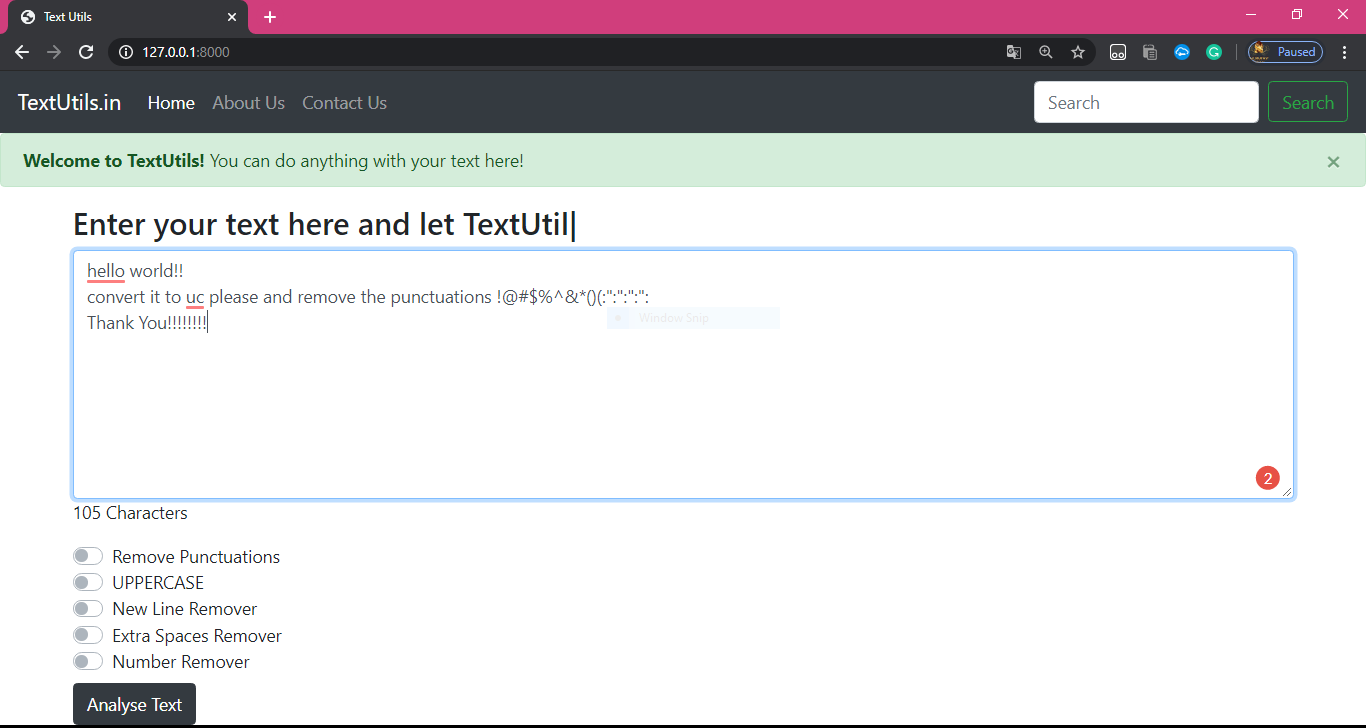 Text Utils
127.0.0.1:8000
Paused
TextUtils.in Home About Us Contact Us Search Search
Welcome to TextUtils! You can do anything with your text here!
Enter your text here and let TextUtil|
hello world!!
convert it to uc please and remove the punctuations !@#$%^&*()(:":":":":
Window Snip
Thank You!!!!!!!!
2
105 Characters
Remove Punctuations
UPPERCASE
New Line Remover
Extra Spaces Remover
Number Remover
Analyse Text